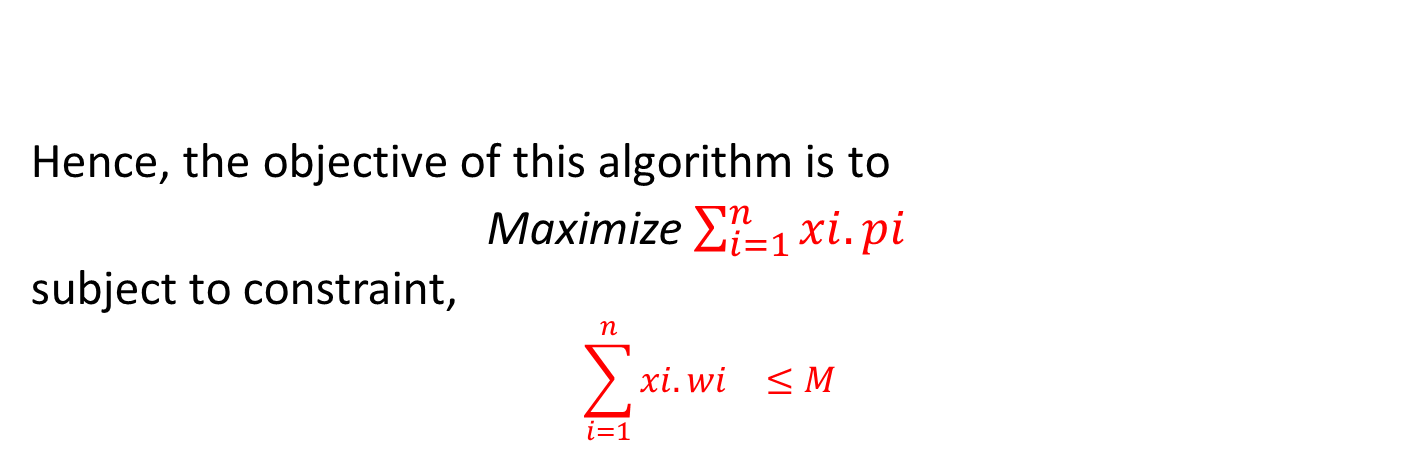 Hence, the objective of this algorithm is to
Maximize ∑ⁿᵢ₌₁ xi.pi
subject to constraint,
n
∑ xi.wi ≤ M
i=1